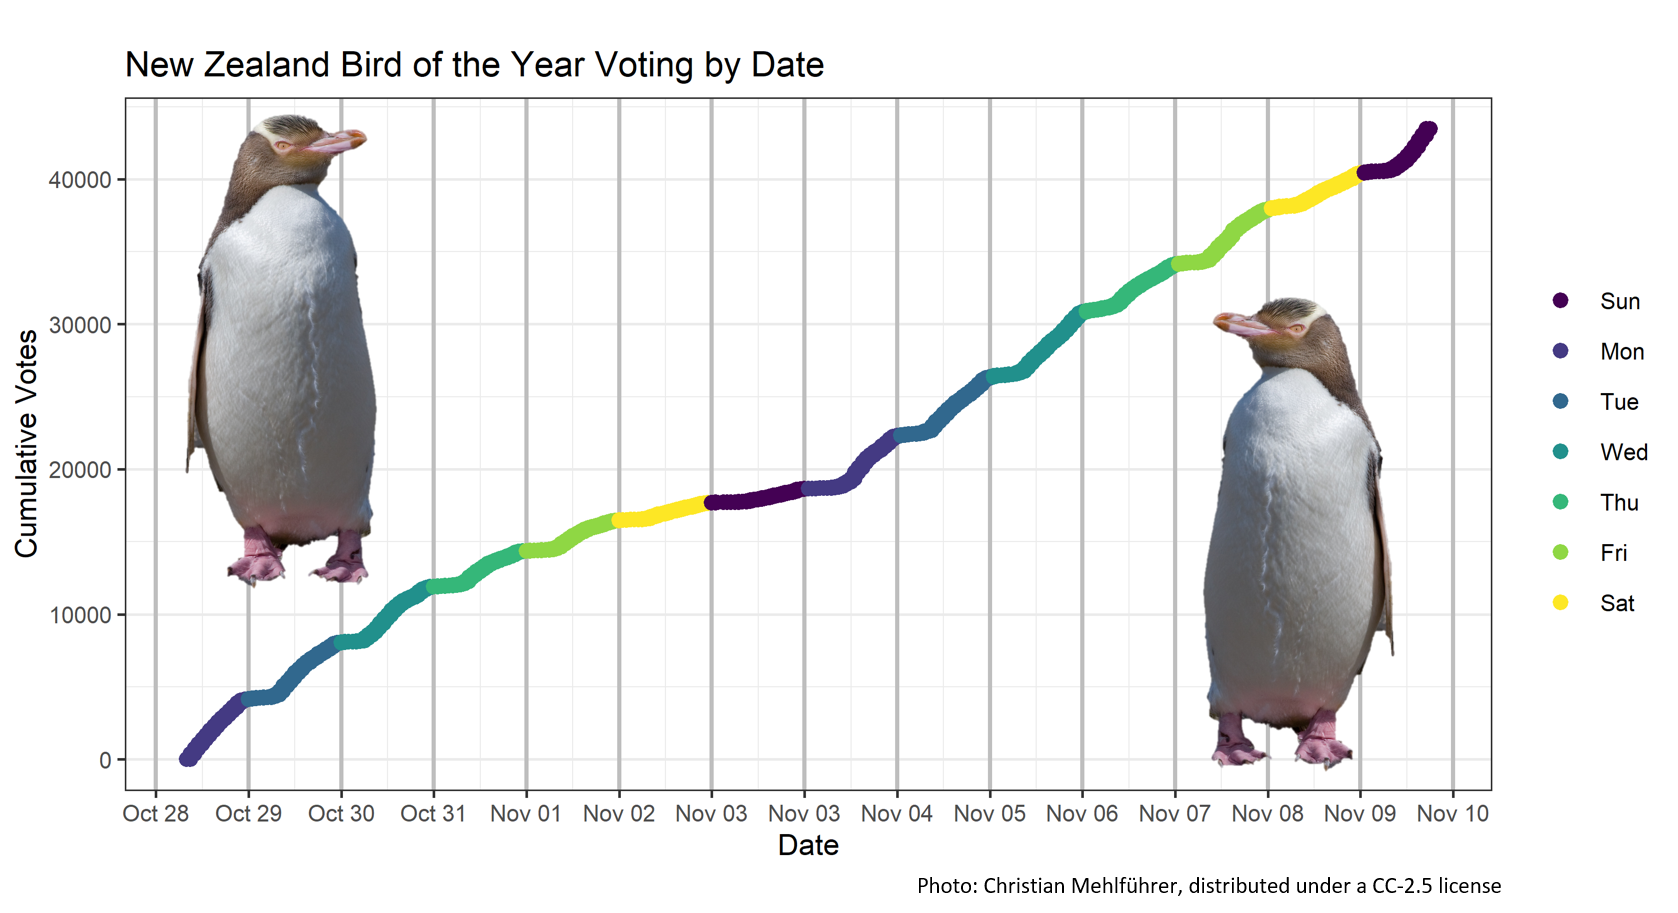 New Zealand Bird of the Year Voting by Date
Cumulative Votes
40000
30000
20000
10000
0
Oct 28 Oct 29 Oct 30 Oct 31 Nov 01 Nov 02 Nov 03 Nov 03 Nov 04 Nov 05 Nov 06 Nov 07 Nov 08 Nov 09 Nov 10
Date
Sun
Mon
Tue
Wed
Thu
Fri
Sat
Photo: Christian Mehlführer, distributed under a CC-2.5 license